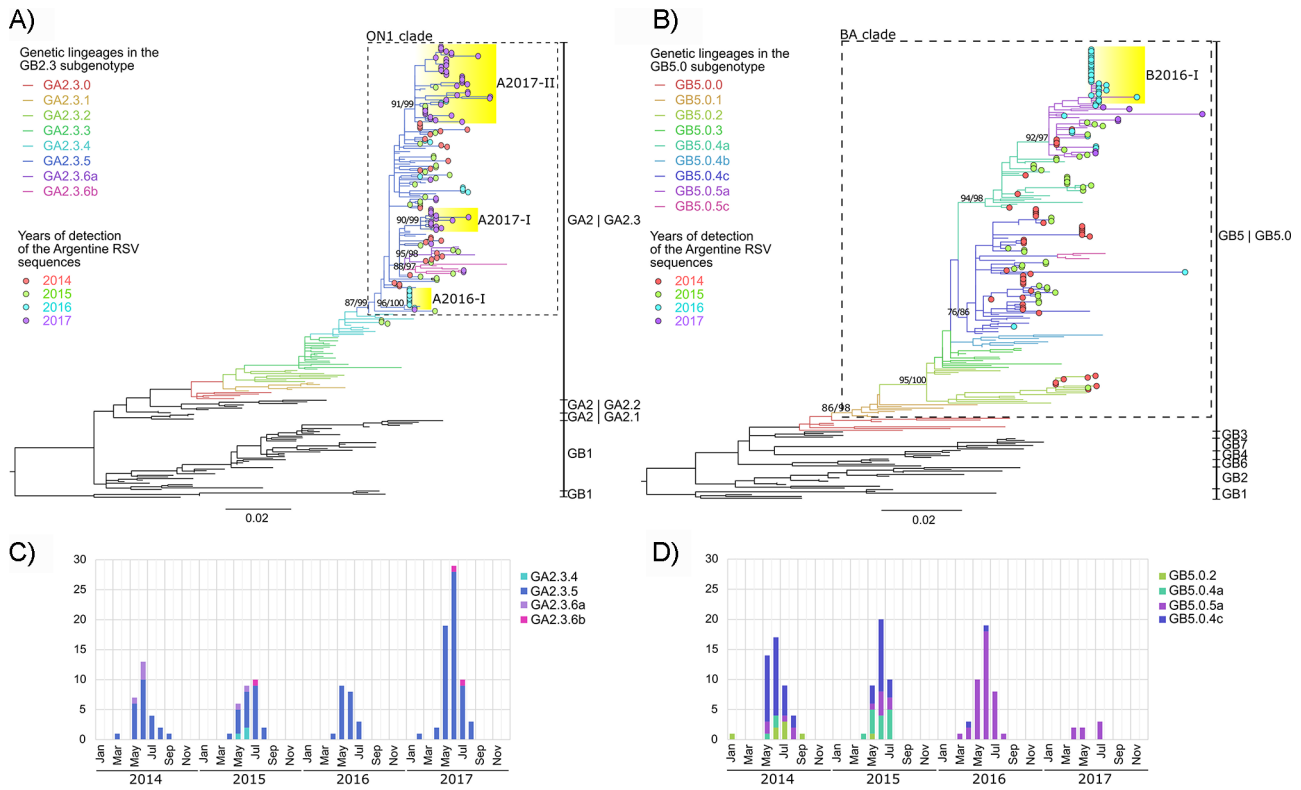 A)
ON1 clade
Genetic lingeages in the
GB2.3 subgenotype
GA2.3.0
GA2.3.1
GA2.3.2
GA2.3.3
GA2.3.4
GA2.3.5
GA2.3.6a
GA2.3.6b
Years of detection
of the Argentine RSV
sequences
2014
2015
2016
2017
A2017-II
91/99
90/99
A2017-I
95/98
88/97
87/99
96/100
A2016-I
GA2 | GA2.3
GA2 | GA2.2
GA2 | GA2.1
GB1
GB1
0.02
B)
BA clade
Genetic lineages in the
GB5.0 subgenotype
GB5.0.0
GB5.0.1
GB5.0.2
GB5.0.3
GB5.0.4a
GB5.0.4b
GB5.0.4c
GB5.0.5a
GB5.0.5c
Years of detection
of the Argentine RSV
sequences
2014
2015
2016
2017
B2016-I
92/97
94/98
76/86
95/100
86/98
GB5 | GB5.0
GB3
GB7
GB4
GB6
GB2
GB1
0.02
C)
30
25
20
15
10
5
0
Jan Mar May Jul Sep Nov Jan Mar May Jul Sep Nov Jan Mar May Jul Sep Nov Jan Mar May Jul Sep Nov
2014 2015 2016 2017
GA2.3.4
GA2.3.5
GA2.3.6a
GA2.3.6b
D)
30
25
20
15
10
5
0
Jan Mar May Jul Sep Nov Jan Mar May Jul Sep Nov Jan Mar May Jul Sep Nov Jan Mar May Jul Sep Nov
2014 2015 2016 2017
GB5.0.2
GB5.0.4a
GB5.0.5a
GB5.0.4c